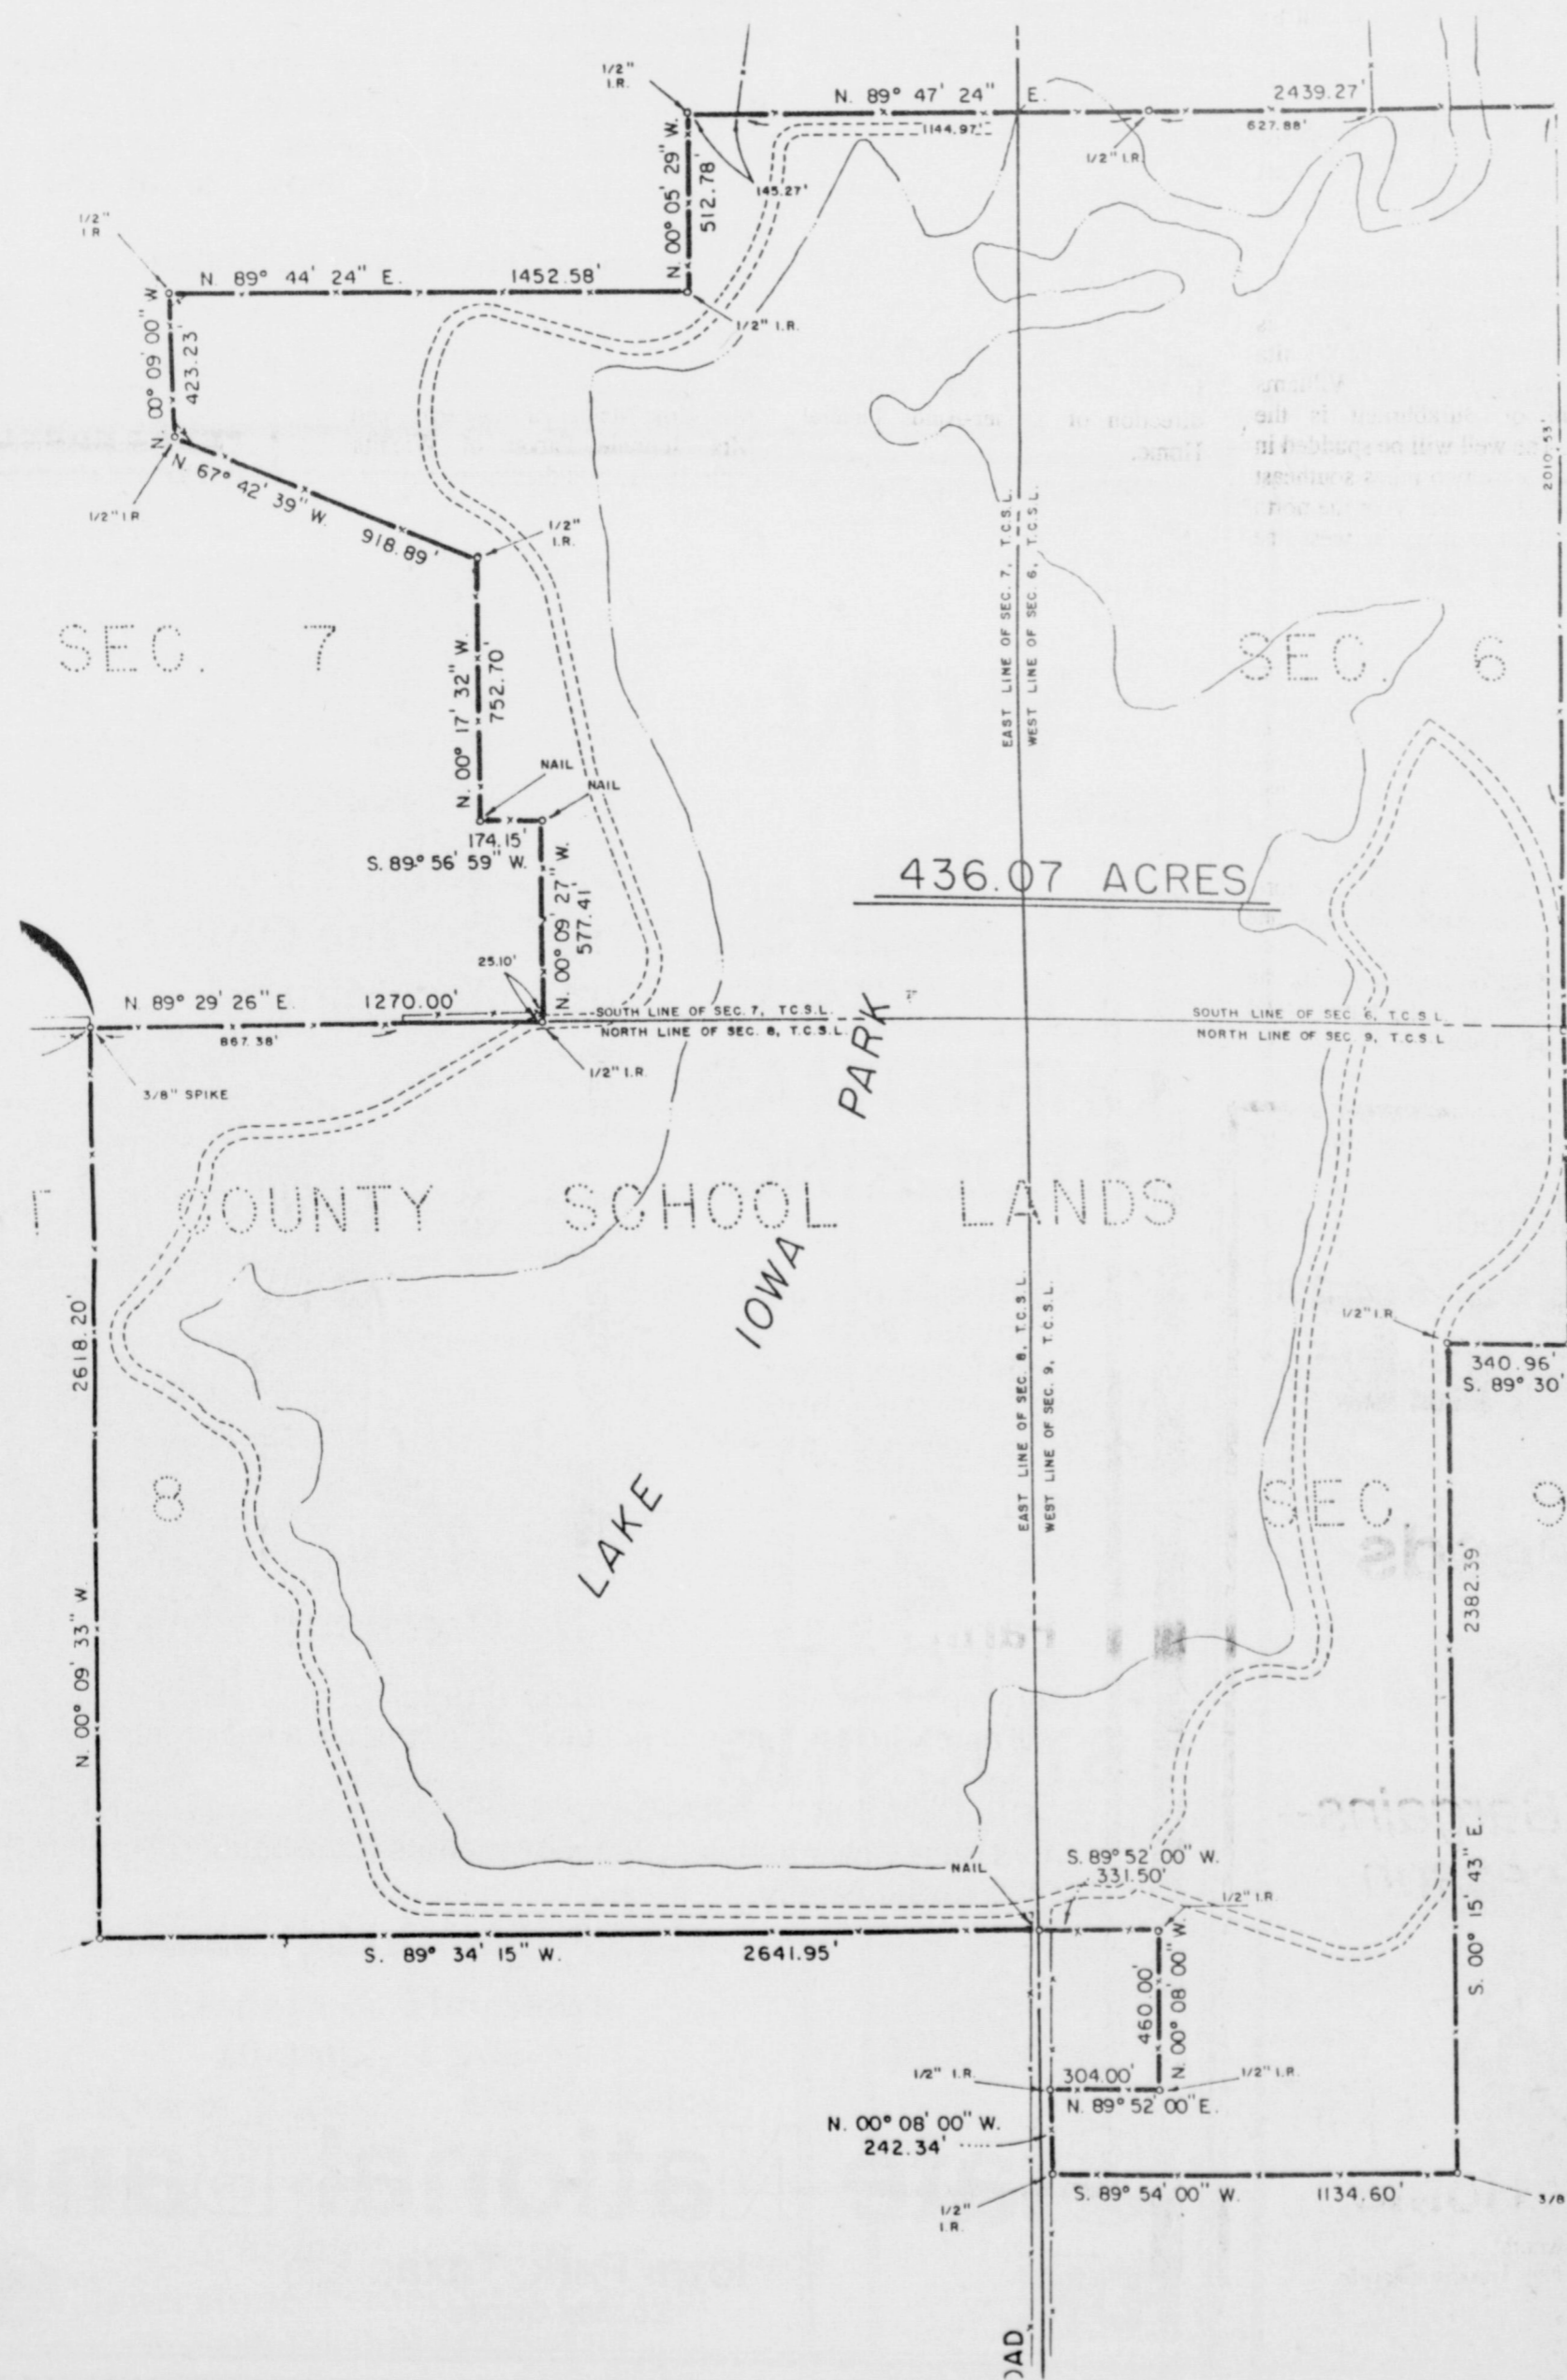 1/2"
I.R.
N. 89° 47' 24" E.
2439.27'
1144.97'
627.88'
1/2" I.R.
N. 00° 05' 29" W.
512.78'
145.27'
1/2"
I.R
N. 89° 44' 24" E.
1452.58'
1/2" I.R.
N. 00° 09' 00" W
423.23'
1/2" I.R
N. 67° 42' 39" W.
918.89'
1/2"
I.R.
2010.53'
EAST LINE OF SEC. 7, T.C.S.L.
WEST LINE OF SEC. 6, T.C.S.L.
SEC. 7
SEC. 6
N. 00° 17' 32" W.
752.70'
NAIL
NAIL
174.15'
S. 89° 56' 59" W.
N. 00° 09' 27" W.
577.41'
436.07 ACRES
25.10'
N. 89° 29' 26" E.
1270.00'
867.38'
SOUTH LINE OF SEC. 7, T.C.S.L.
NORTH LINE OF SEC. 8, T.C.S.L.
SOUTH LINE OF SEC 6, T.C.S.L.
NORTH LINE OF SEC. 9, T.C.S.L
1/2" I.R.
3/8" SPIKE
COUNTY SCHOOL LANDS
LAKE IOWA PARK
2618.20'
N. 00° 09' 33" W.
EAST LINE OF SEC. 8, T.C.S.L.
WEST LINE OF SEC. 9, T.C.S.L.
1/2" I.R.
340.96'
S. 89° 30'
8
SEC. 9
2382.39'
S. 00° 15' 43" E.
NAIL
S. 89° 52' 00" W.
331.50'
1/2" I.R.
S. 89° 34' 15" W.
2641.95'
460.00'
N. 00° 08' 00" W.
1/2" I.R.
304.00'
1/2" I.R.
N. 89° 52' 00" E.
N. 00° 08' 00" W.
242.34'
S. 89° 54' 00" W.
1134.60'
3/8
1/2"
I.R.
OAD